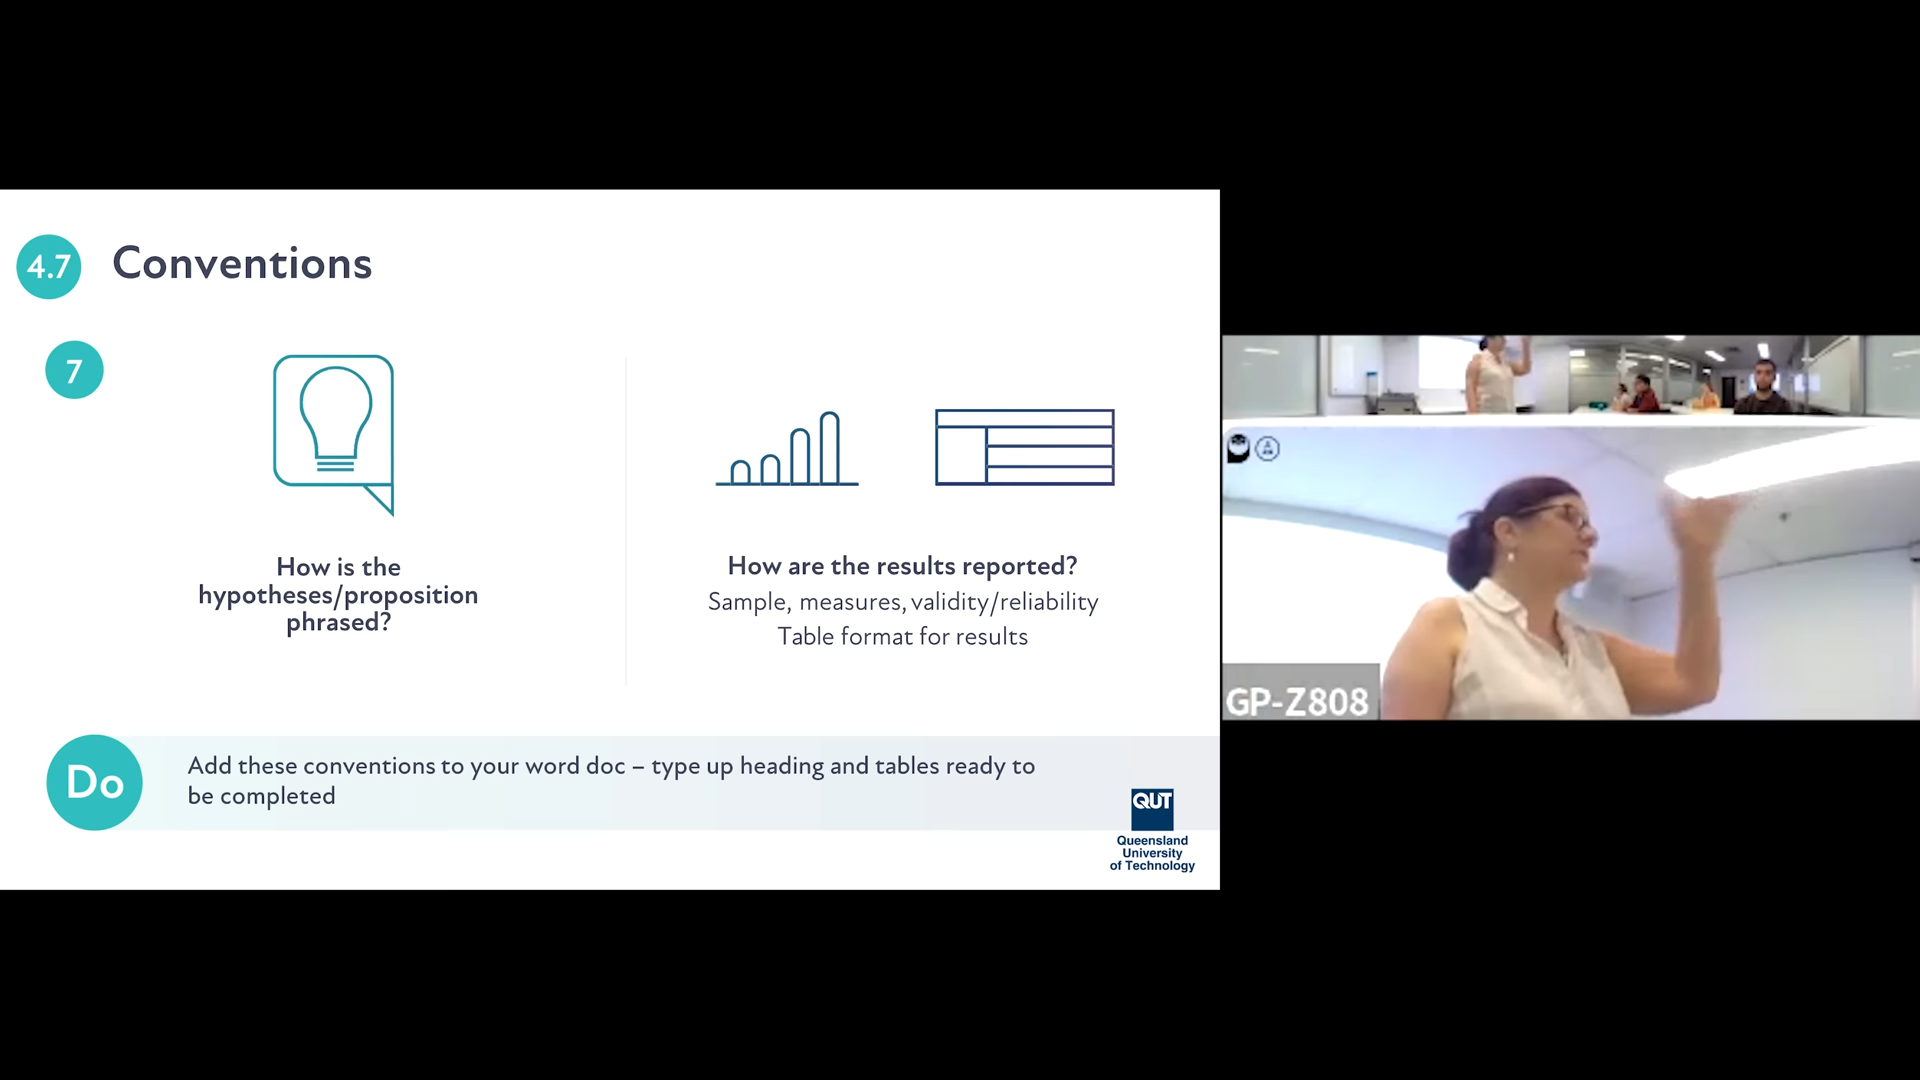 4.7
Conventions
7
How is the
hypotheses/proposition
phrased?
How are the results reported?
Sample, measures, validity/reliability
Table format for results
Do
Add these conventions to your word doc – type up heading and tables ready to
be completed
QUT
Queensland
University
of Technology
GP-Z808